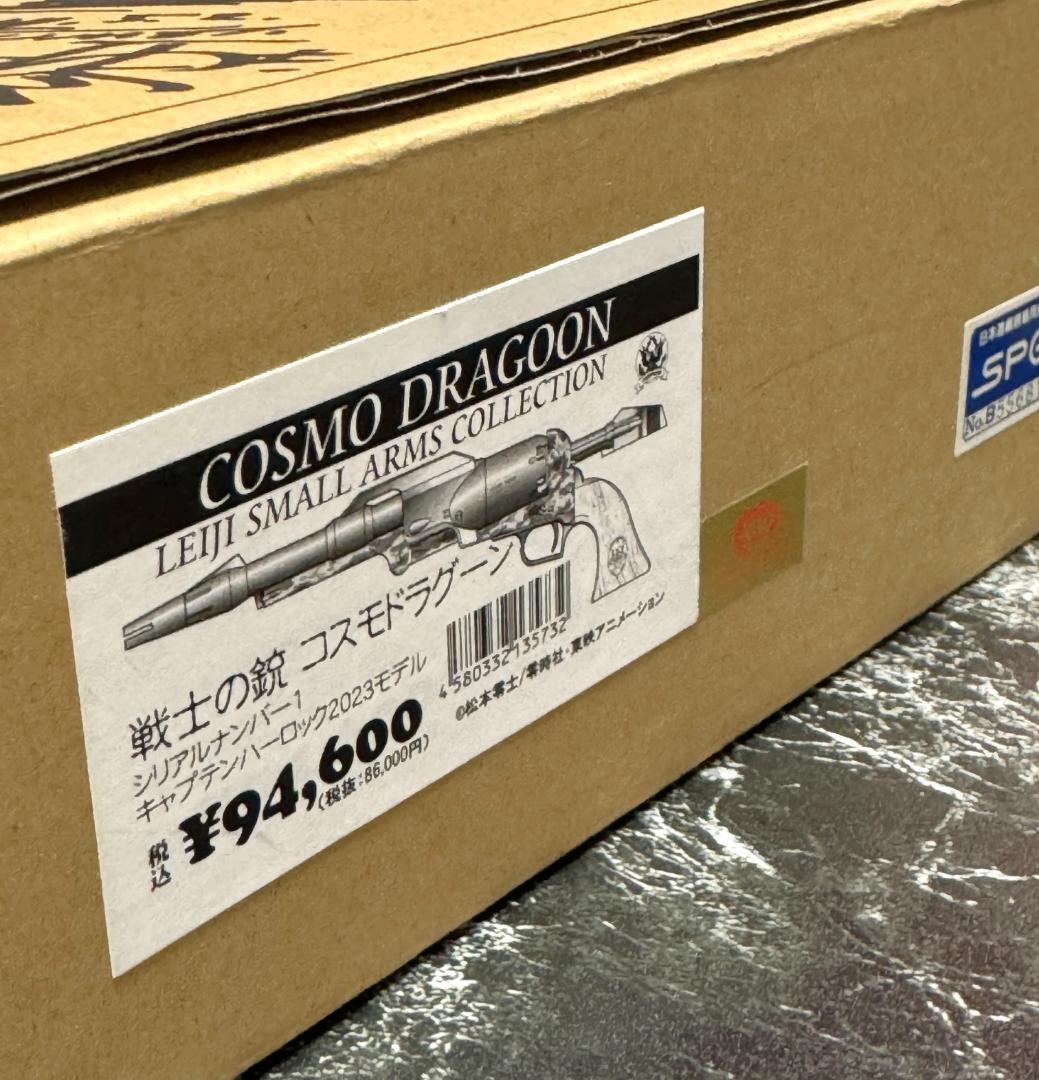 COSMO DRAGOON
LEIJI SMALL ARMS COLLECTION
戦士の銃 コスモドラグーン
シリアルナンバー1
キャプテンハーロック2023モデル
税込 ¥94,600
(税抜:86,000円)
4 580332 135732
©松本零士/零時社・東映アニメーション
SPG